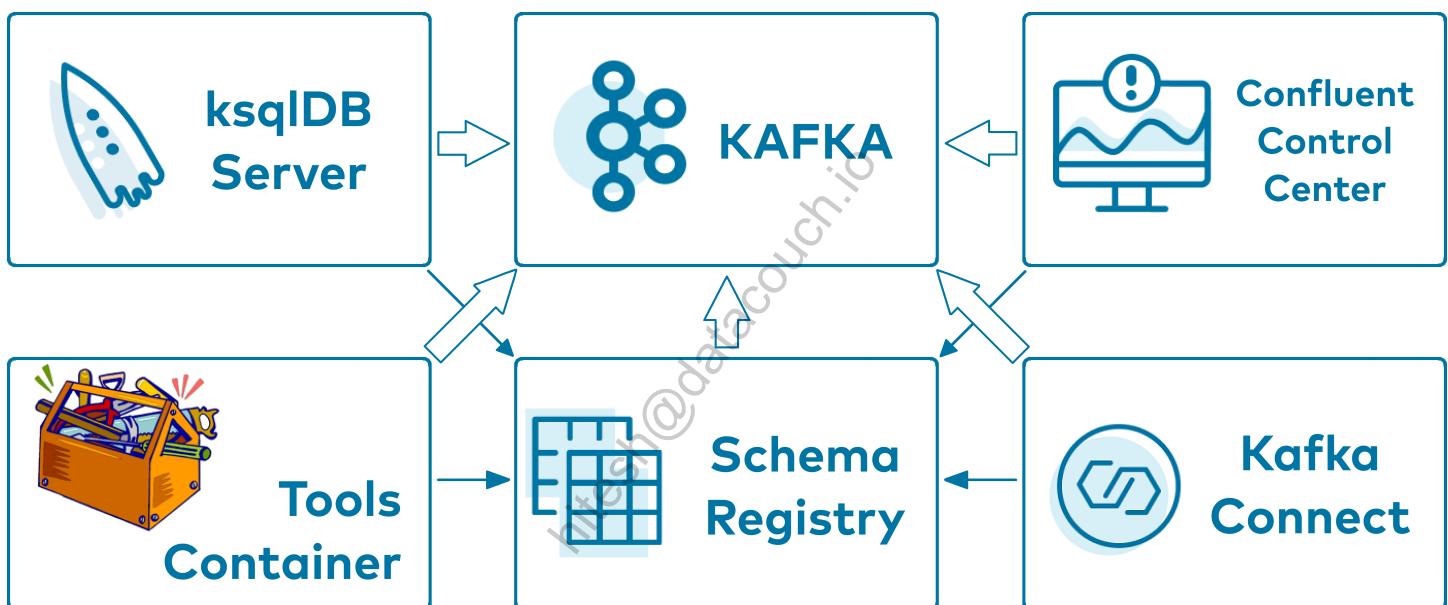 ksqlDB
Server
KAFKA
Confluent
Control
Center
Tools
Container
Schema
Registry
Kafka
Connect
hitesh@datacouch.io